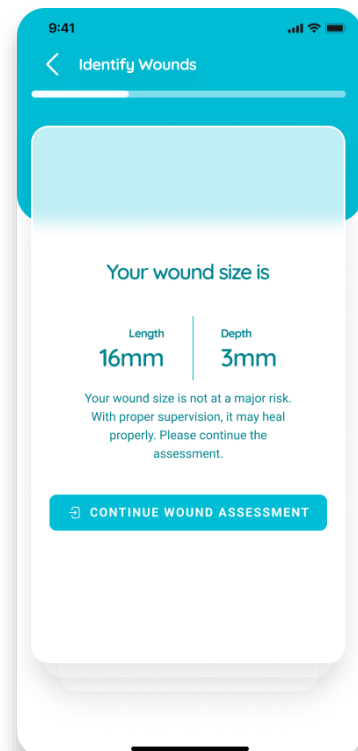 9:41
Identify Wounds
Your wound size is
Length Depth
16mm 3mm
Your wound size is not at a major risk.
With proper supervision, it may heal
properly. Please continue the
assessment.
CONTINUE WOUND ASSESSMENT